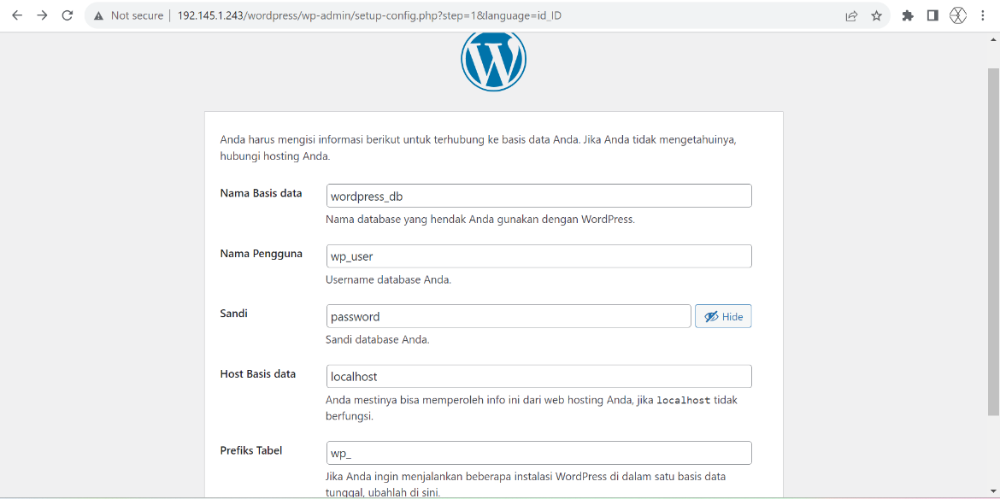 Not secure
192.145.1.243/wordpress/wp-admin/setup-config.php?step=1&language=id_ID
Anda harus mengisi informasi berikut untuk terhubung ke basis data Anda. Jika Anda tidak mengetahuinya,
hubungi hosting Anda.
Nama Basis data
wordpress_db
Nama database yang hendak Anda gunakan dengan WordPress.
Nama Pengguna
wp_user
Username database Anda.
Sandi
password
Hide
Sandi database Anda.
Host Basis data
localhost
Anda mestinya bisa memperoleh info ini dari web hosting Anda, jika localhost tidak
berfungsi.
Prefiks Tabel
wp_
Jika Anda ingin menjalankan beberapa instalasi WordPress di dalam satu basis data
tunggal, ubahlah di sini.